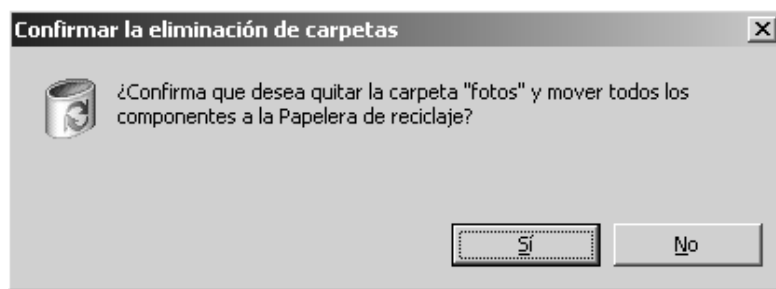 Confirmar la eliminación de carpetas
¿Confirma que desea quitar la carpeta "fotos" y mover todos los
componentes a la Papelera de reciclaje?
Sí
No